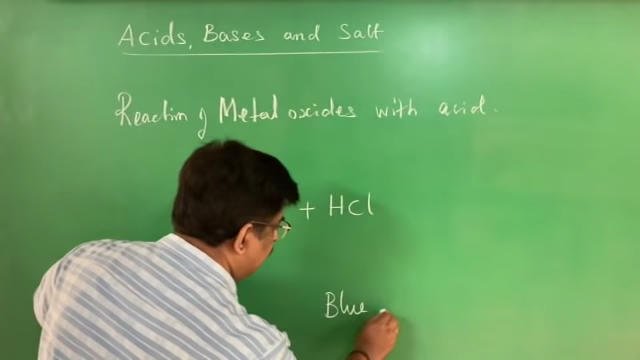 Acids, Bases and Salt
Reaction of Metal oxides with acid.
+ HCl
Blue